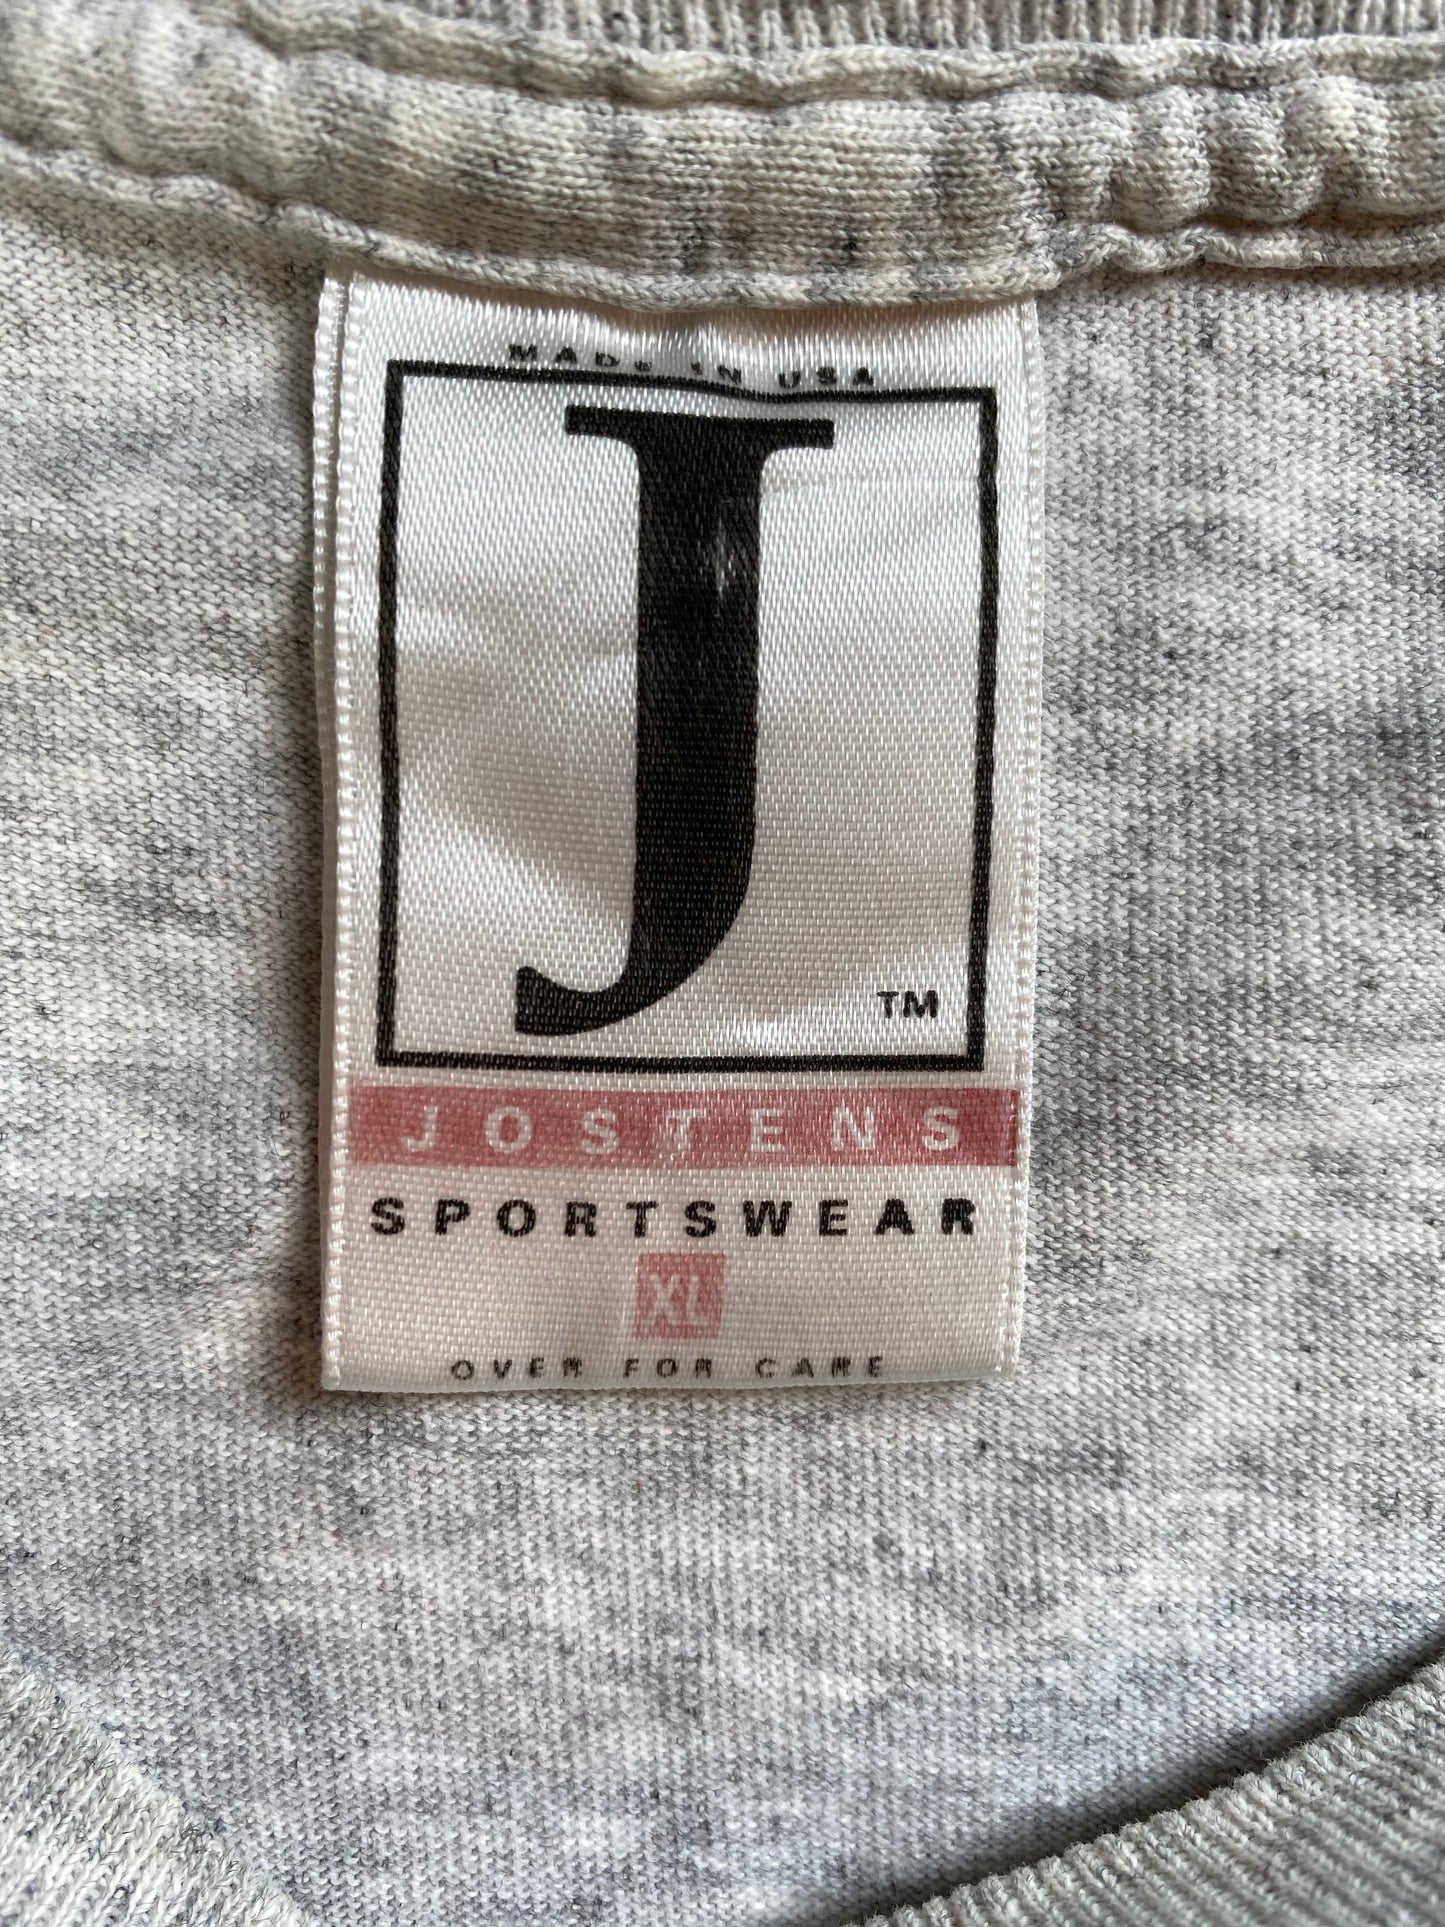 MADE IN USA
J
TM
JOSTENS
SPORTSWEAR
XL
OVER FOR CARE